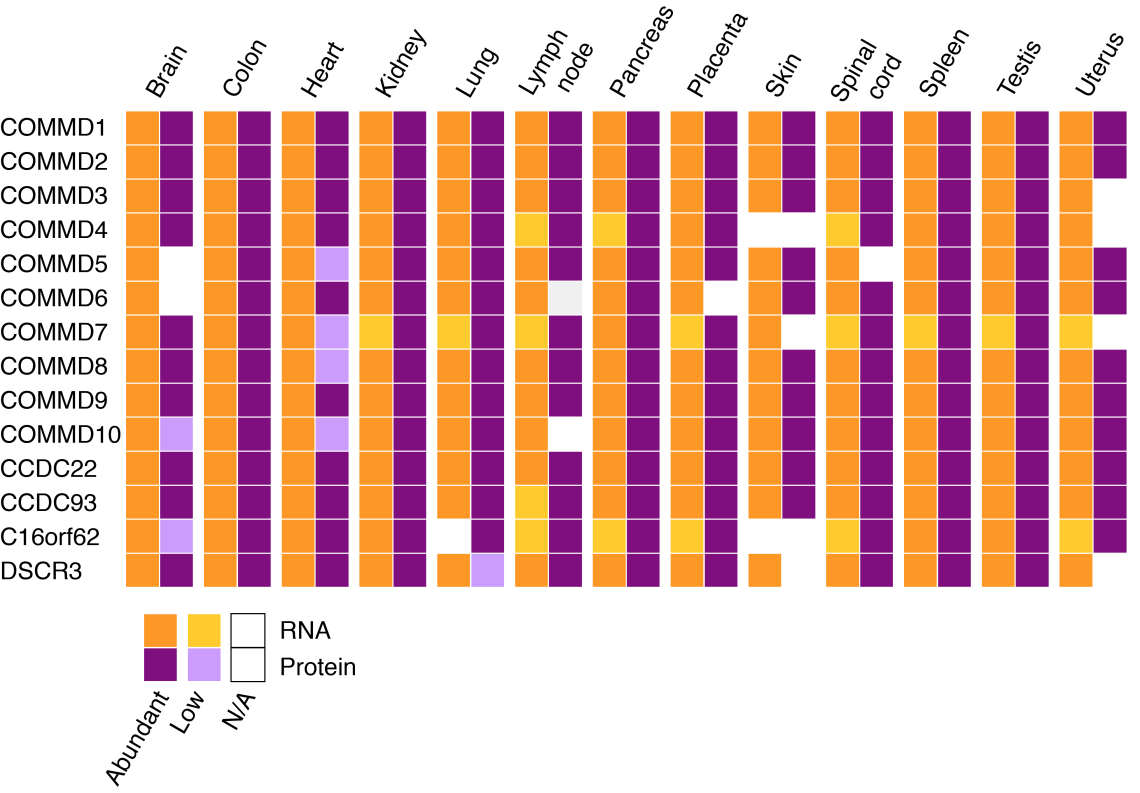 Brain
Colon
Heart
Kidney
Lung
Lymph
node
Pancreas
Placenta
Skin
Spinal
cord
Spleen
Testis
Uterus
COMMD1
COMMD2
COMMD3
COMMD4
COMMD5
COMMD6
COMMD7
COMMD8
COMMD9
COMMD10
CCDC22
CCDC93
C16orf62
DSCR3
RNA
Protein
Abundant
Low
N/A